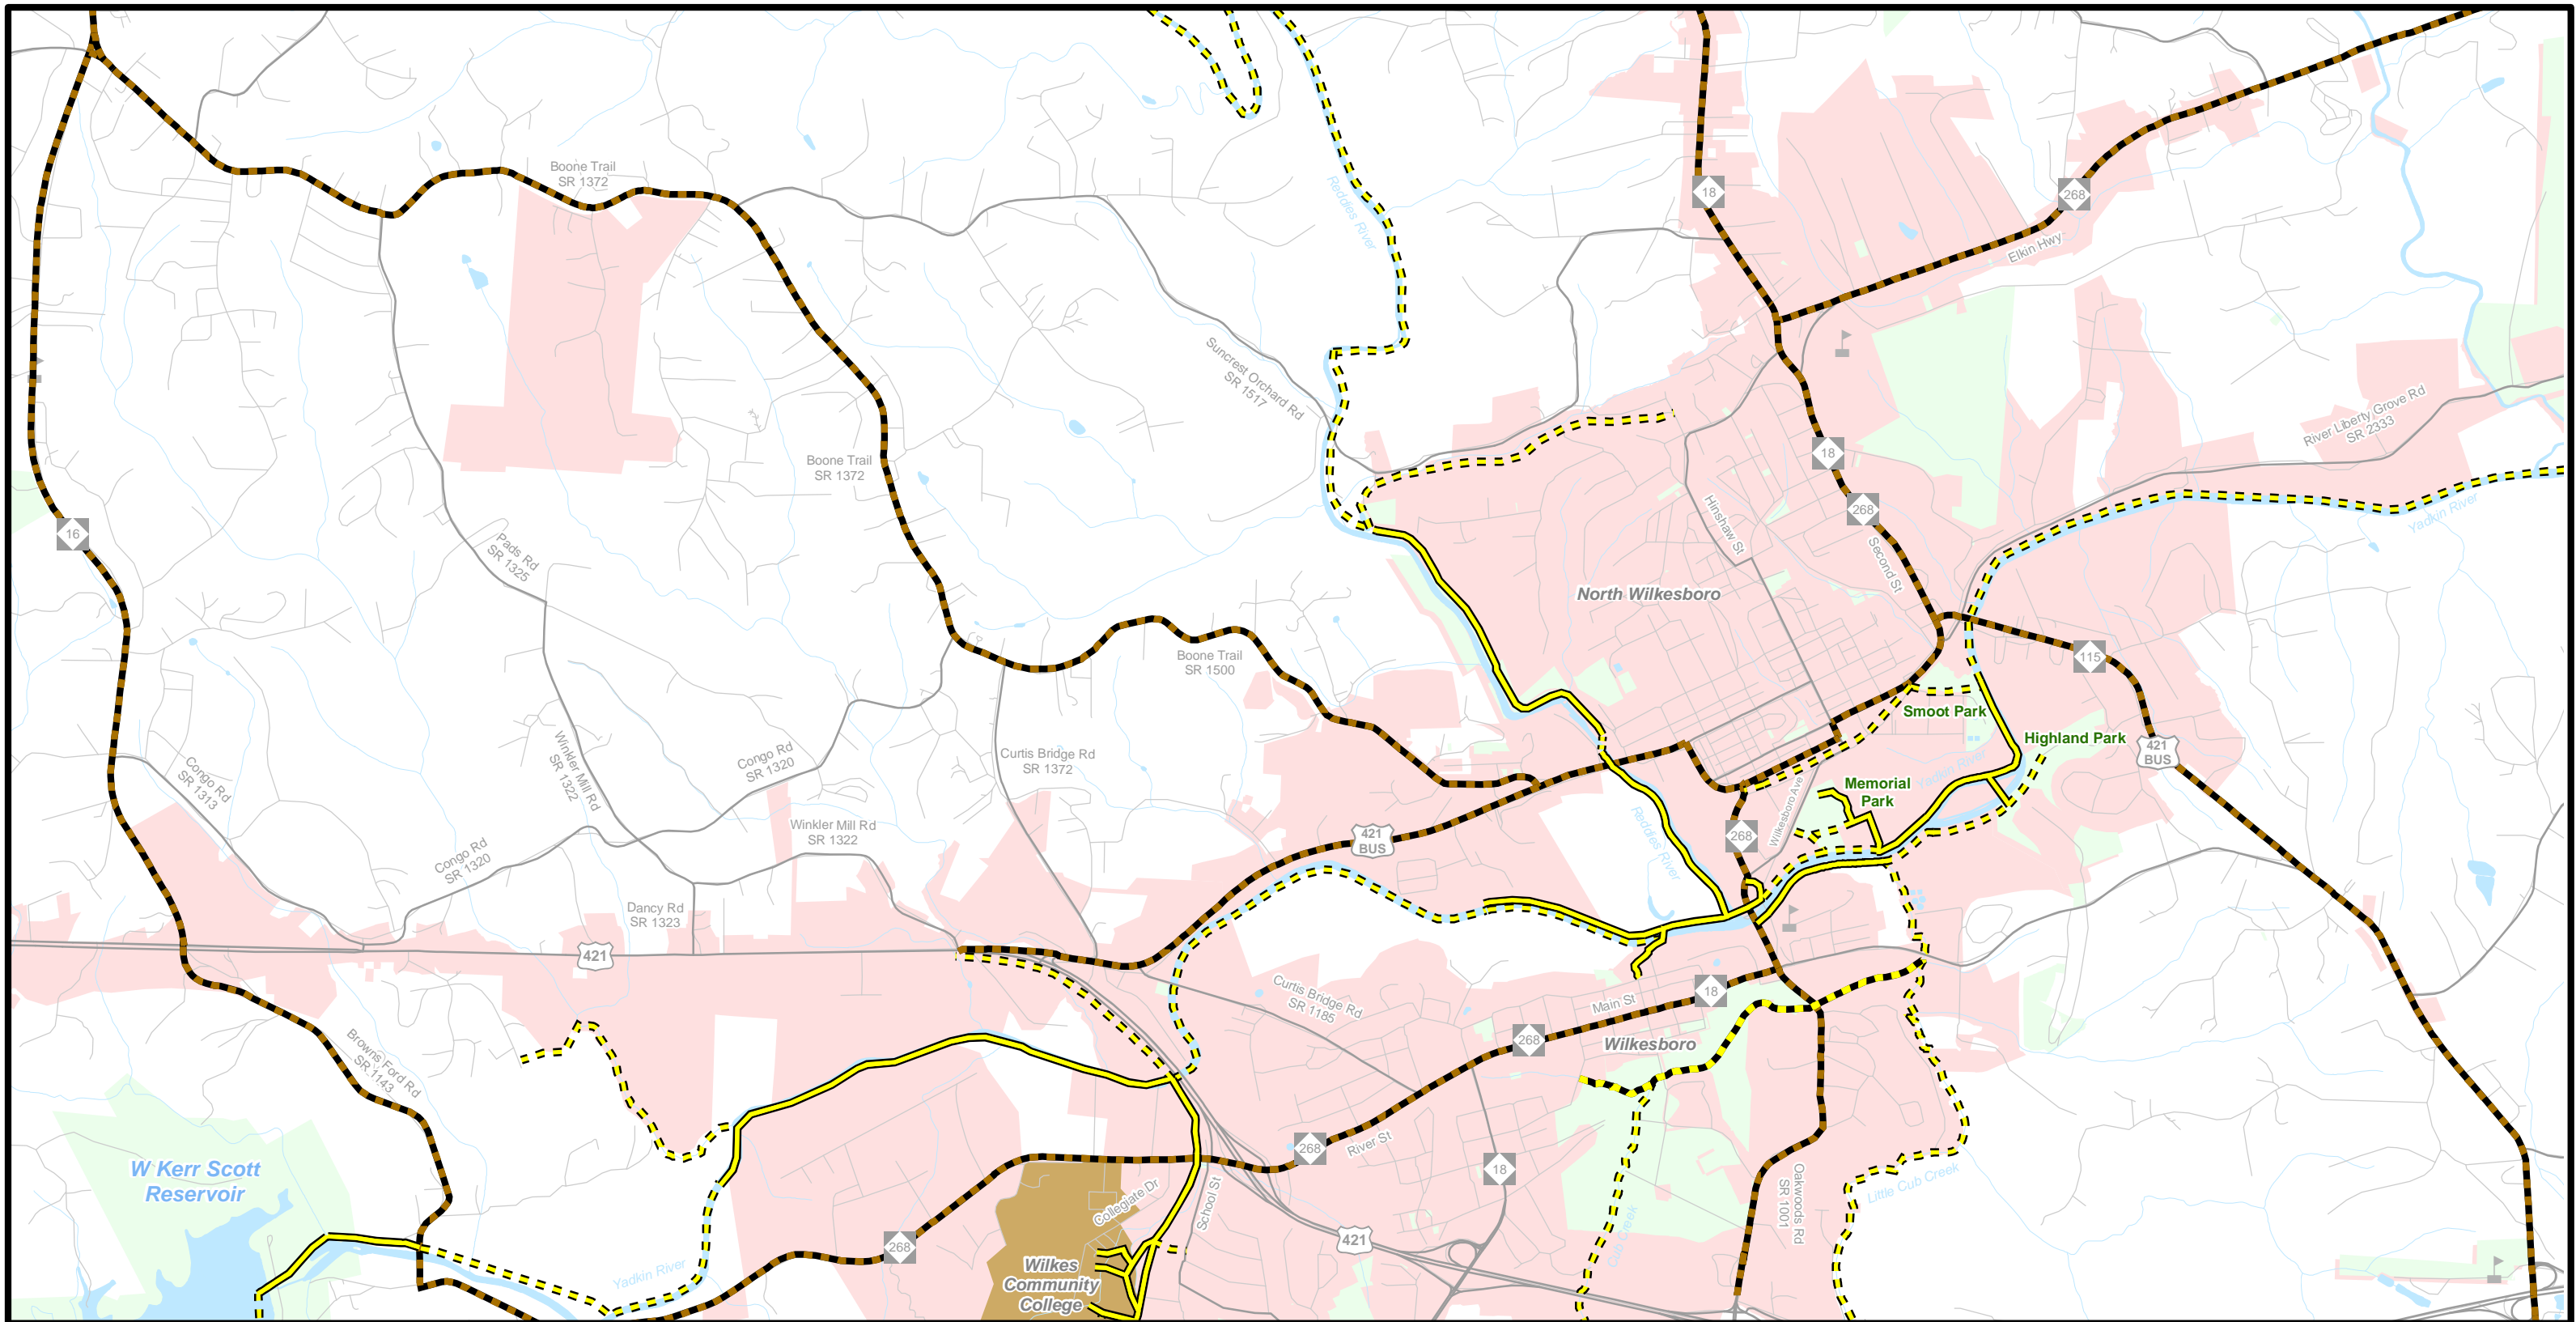 Boone Trail
SR 1372
18
268
Reddies River
Elkin Hwy
Suncrest Orchard Rd
SR 1517
River Liberty Grove Rd
SR 2333
Boone Trail
SR 1372
18
16
268
Hinshaw St
Yadkin River
Pads Rd
SR 1325
Second St
North Wilkesboro
Boone Trail
SR 1500
115
Smoot Park
Highland Park
421
BUS
Winkler Mill Rd
SR 1322
Congo Rd
SR 1320
Curtis Bridge Rd
SR 1372
Congo Rd
SR 1313
Yadkin River
Memorial
Park
Wilkesboro Ave
Winkler Mill Rd
SR 1322
421
BUS
268
Reddies River
Congo Rd
SR 1320
Dancy Rd
SR 1323
421
Curtis Bridge Rd
SR 1185
Main St
18
268
Wilkesboro
Browns Ford Rd
SR 1143
W Kerr Scott
Reservoir
268
River St
18
Collegiate Dr
School St
Oakwoods Rd
SR 1001
Little Cub Creek
Cub Creek
268
421
Yadkin River
Wilkes
Community
College